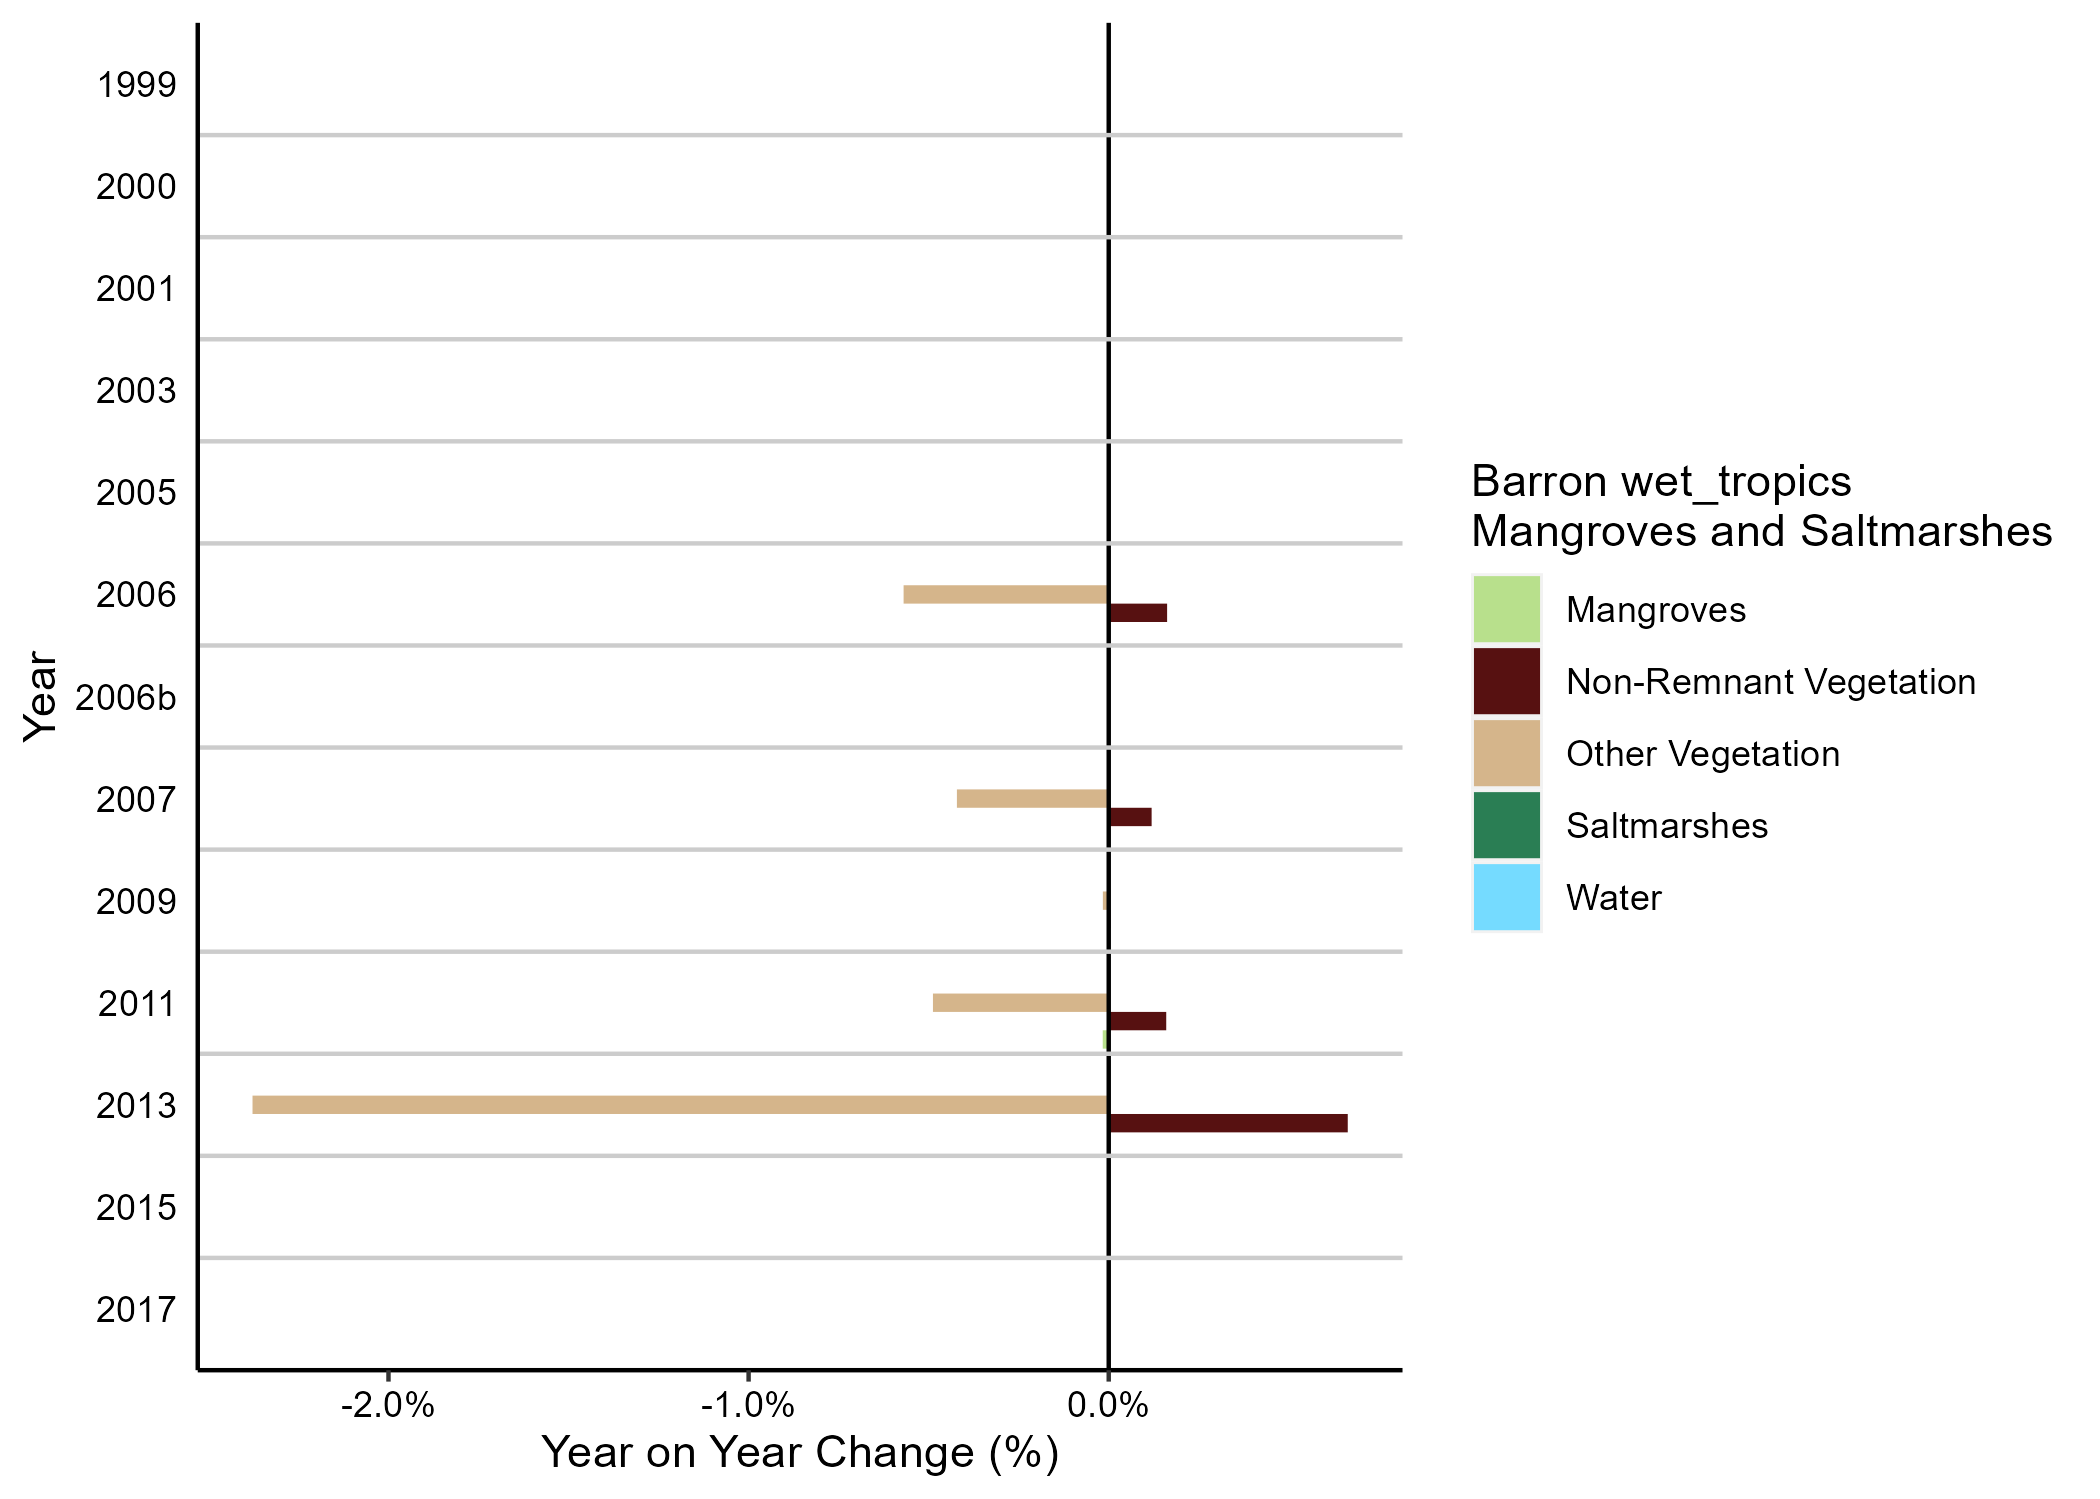 1999
2000
2001
2003
2005
2006
2006b
2007
2009
2011
2013
2015
2017
Year
-2.0%
-1.0%
0.0%
Year on Year Change (%)
Barron wet_tropics
Mangroves and Saltmarshes
Mangroves
Non-Remnant Vegetation
Other Vegetation
Saltmarshes
Water